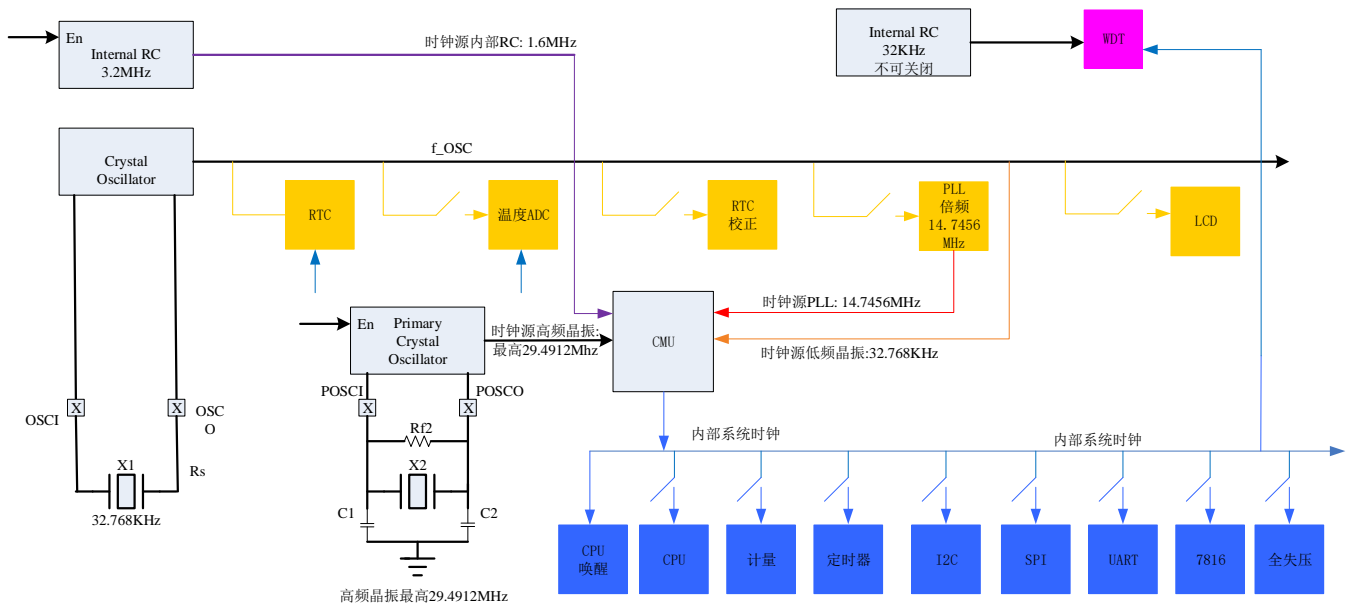 En
Internal RC
3.2MHz
时钟源内部RC: 1.6MHz
Internal RC
32KHz
不可关闭
WDT
Crystal
Oscillator
f_OSC
RTC
温度ADC
RTC
校正
PLL
倍频
14.7456
MHz
LCD
En
Primary
Crystal
Oscillator
时钟源高频晶振:
最高29.4912Mhz
CMU
时钟源PLL: 14.7456MHz
时钟源低频晶振:32.768KHz
OSCI
X
X
OSC
O
POSCI
X
X
POSCO
Rf2
X1
Rs
32.768KHz
X2
C1
C2
高频晶振最高29.4912MHz
内部系统时钟
内部系统时钟
CPU
唤醒
CPU
计量
定时器
I2C
SPI
UART
7816
全失压